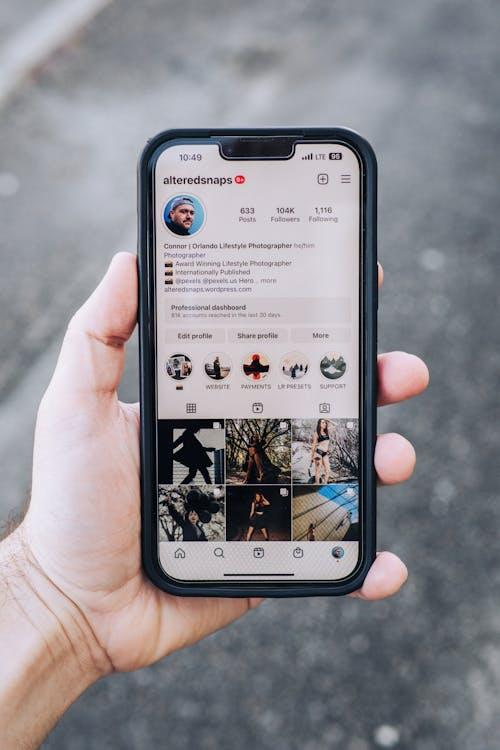 10:49 LTE 96
alteredsnaps 9+
633 104K 1,116
Posts Followers Following
Connor | Orlando Lifestyle Photographer he/him
Photographer
📸 Award Winning Lifestyle Photographer
📸 Internationally Published
📸 @pexels @pexels.us Hero... more
alteredsnaps.wordpress.com
Professional dashboard
81K accounts reached in the last 30 days.
Edit profile Share profile More
📸 WEBSITE PAYMENTS LR PRESETS SUPPORT